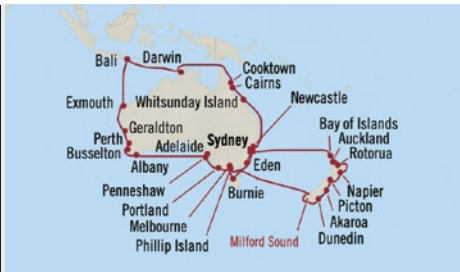 Bali
Darwin
Cooktown
Cairns
Exmouth
Whitsunday Island
Newcastle
Geraldton
Bay of Islands
Perth
Adelaide
Sydney
Auckland
Busselton
Rotorua
Albany
Eden
Penneshaw
Burnie
Napier
Portland
Picton
Melbourne
Akaroa
Phillip Island
Milford Sound
Dunedin